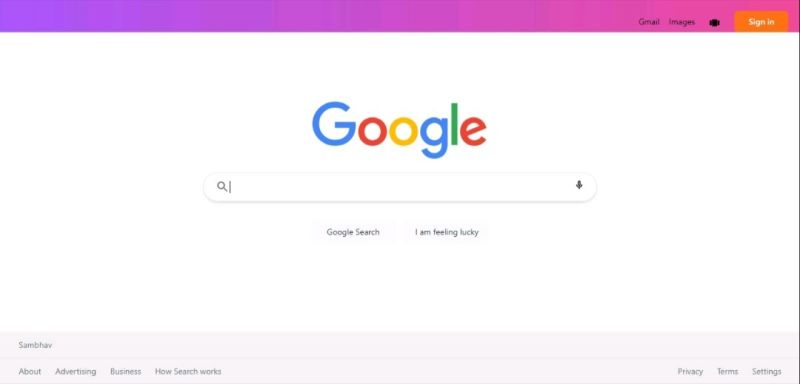 Gmail Images Sign in
Google
Google Search I am feeling lucky
Sambhav
About Advertising Business How Search works Privacy Terms Settings